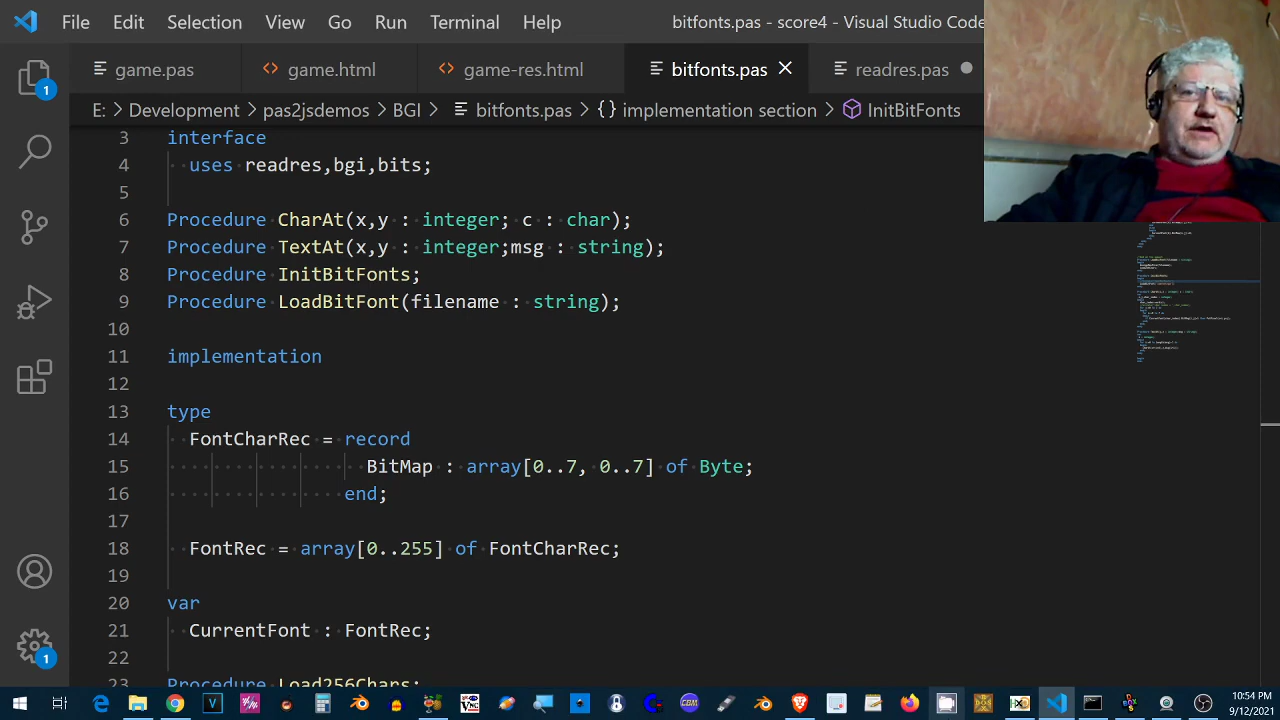 File Edit Selection View Go Run Terminal Help bitfonts.pas - score4 - Visual Studio Code
game.pas game.html game-res.html bitfonts.pas readres.pas
E: > Development > pas2jsdemos > BGI > bitfonts.pas > {} implementation section > InitBitFonts
3 interface
4 uses readres,bgi,bits;
5
6 Procedure CharAt(x,y : integer; c : char);
7 Procedure TextAt(x,y : integer;msg : string);
8 Procedure InitBitFonts;
9 Procedure LoadBitFont(filename : string);
10
11 implementation
12
13 type
14 FontCharRec = record
15 BitMap : array[0..7, 0..7] of Byte;
16 end;
17
18 FontRec = array[0..255] of FontCharRec;
19
20 var
21 CurrentFont : FontRec;
22
23 Procedure Load256Chars;
1
1
10:54 PM
9/12/2021